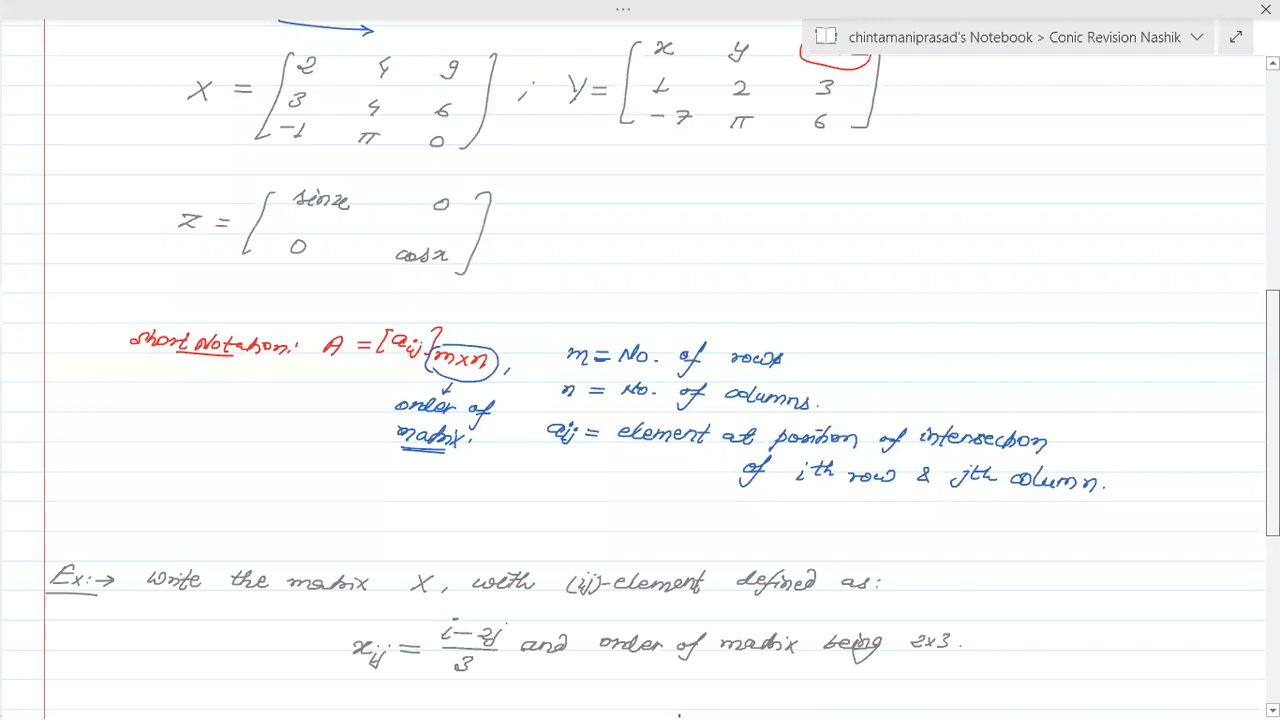 ...
chintamaniprasad's Notebook > Conic Revision Nashik
X = [ 2 4 9
3 4 6
-1 π 0 ] ; Y = [ x y
1 2 3
-7 π 6 ]
Z = [ sinx 0
0 cosx ]
Short Notation: A = [aij]m×n, m = No. of rows
order of matrix. n = No. of columns.
aij = element at position of intersection
of ith row & jth column.
Ex:→ Write the matrix X, with (ij)-element defined as:
xij = i-2j/3 and order of matrix being 2×3.